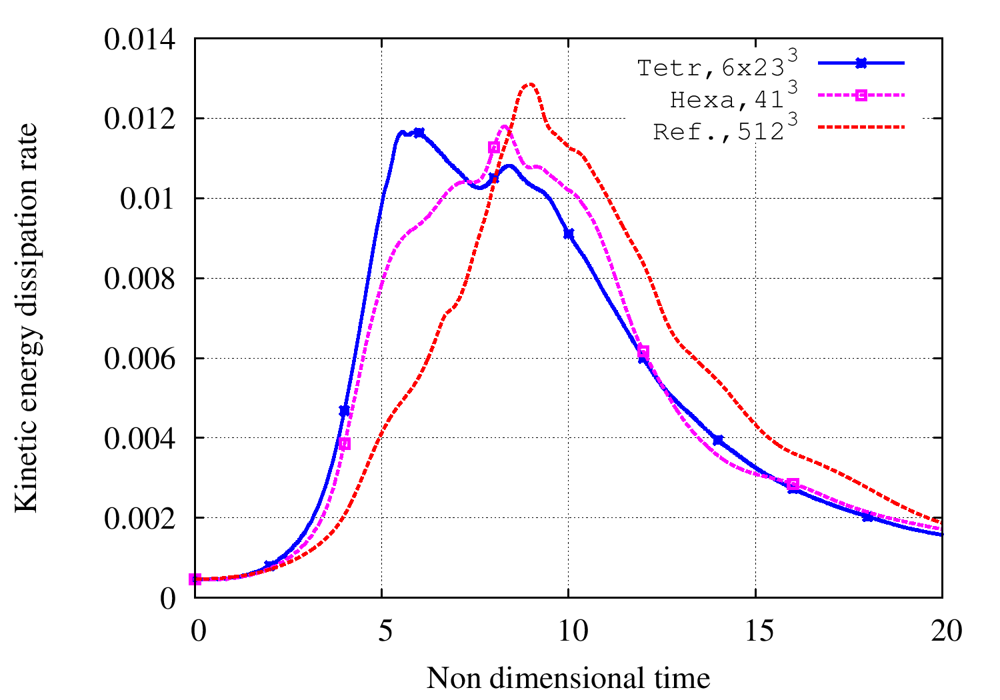 0.014
0.012
0.01
0.008
0.006
0.004
0.002
0
0 5 10 15 20
Kinetic energy dissipation rate
Non dimensional time
Tetr,6x23³
Hexa,41³
Ref.,512³